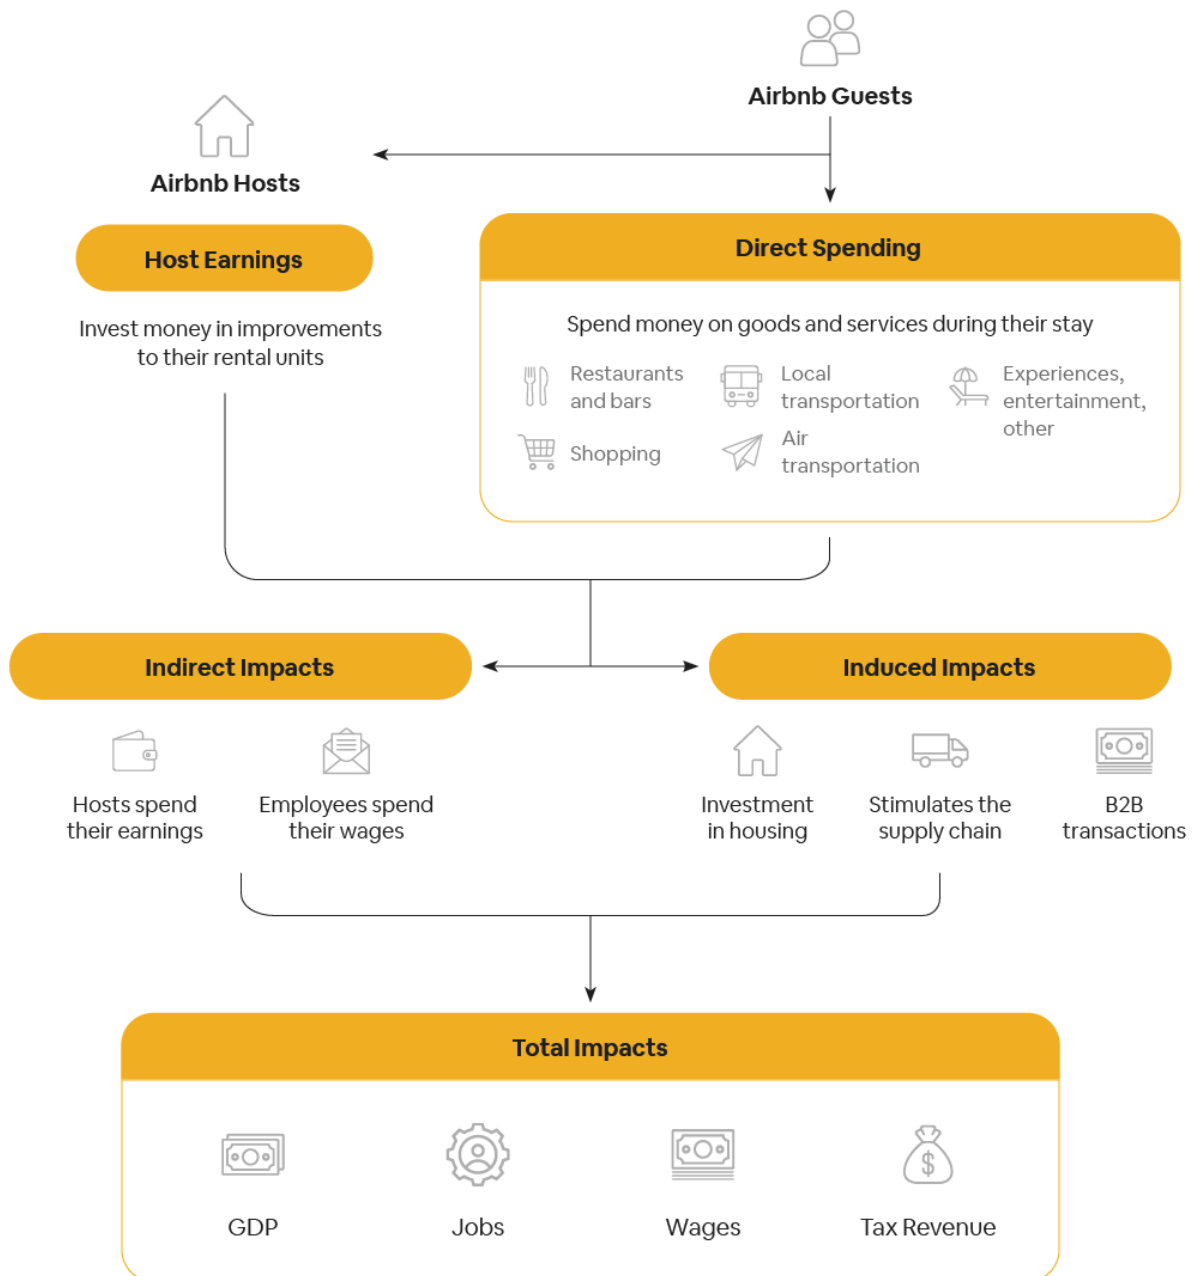 Airbnb Guests
Airbnb Hosts
Host Earnings
Invest money in improvements
to their rental units
Direct Spending
Spend money on goods and services during their stay
Restaurants
and bars
Local
transportation
Experiences,
entertainment,
other
Shopping
Air
transportation
Indirect Impacts
Induced Impacts
Hosts spend
their earnings
Employees spend
their wages
Investment
in housing
Stimulates the
supply chain
B2B
transactions
Total Impacts
$
GDP
Jobs
Wages
Tax Revenue